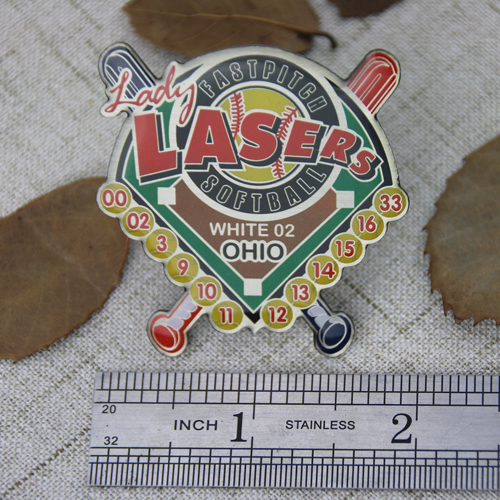 Lady
FASTPITCH
LASERS
SOFTBALL
WHITE 02
OHIO
00 33
02 16
3 15
9 14
10 13
11 12
20
INCH 1 STAINLESS 2
32